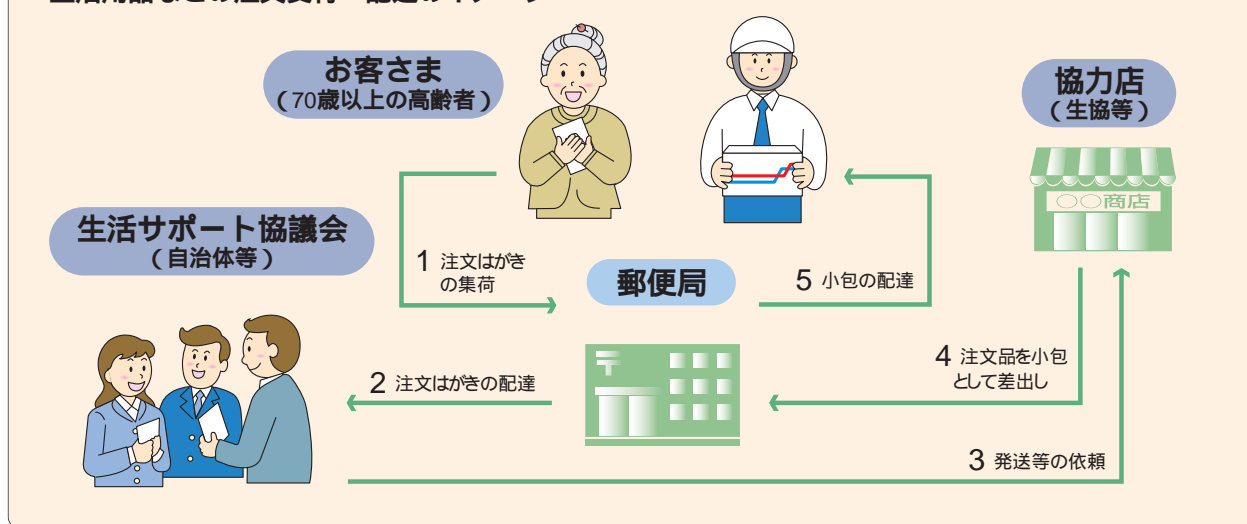 お客さま
(70歳以上の高齢者)
協力店
(生協等)
○○商店
生活サポート協議会
(自治体等)
1 注文はがき
の集荷
郵便局
5 小包の配達
〒
2 注文はがきの配達
4 注文品を小包
として差出し
3 発送等の依頼